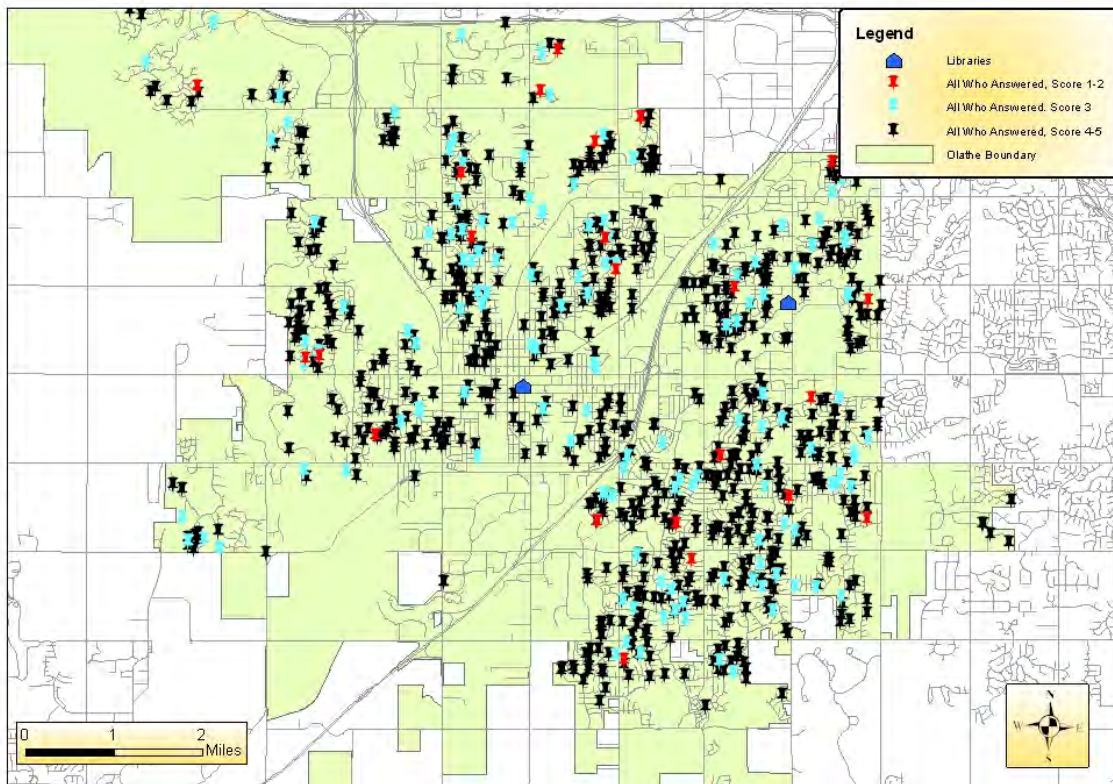 Legend
Libraries
All Who Answered, Score 1-2
All Who Answered. Score 3
All Who Answered, Score 4-5
Olathe Boundary
0 1 2
Miles
N
W E
S